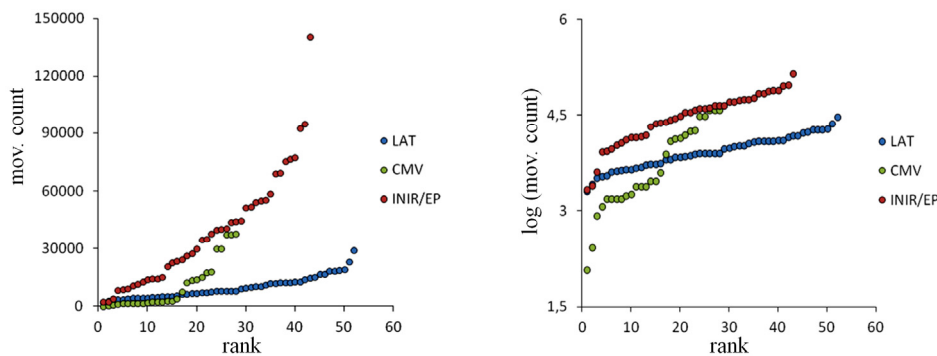 mov. count
150000
120000
90000
60000
30000
0
0 10 20 30 40 50 60
rank
LAT
CMV
INIR/EP
log (mov. count)
6
4,5
3
1,5
0 10 20 30 40 50 60
rank
LAT
CMV
INIR/EP